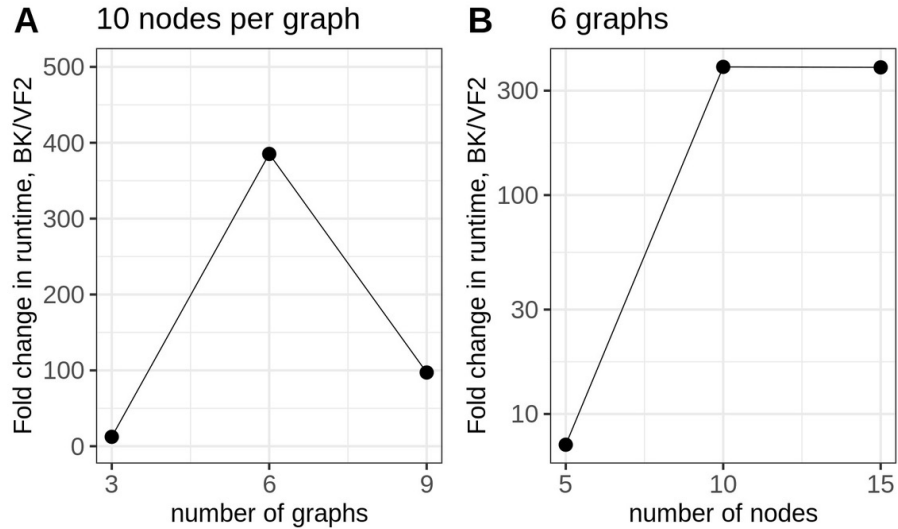 A
10 nodes per graph
Fold change in runtime, BK/VF2
500
400
300
200
100
0
3
6
9
number of graphs
B
6 graphs
Fold change in runtime, BK/VF2
300
100
30
10
5
10
15
number of nodes